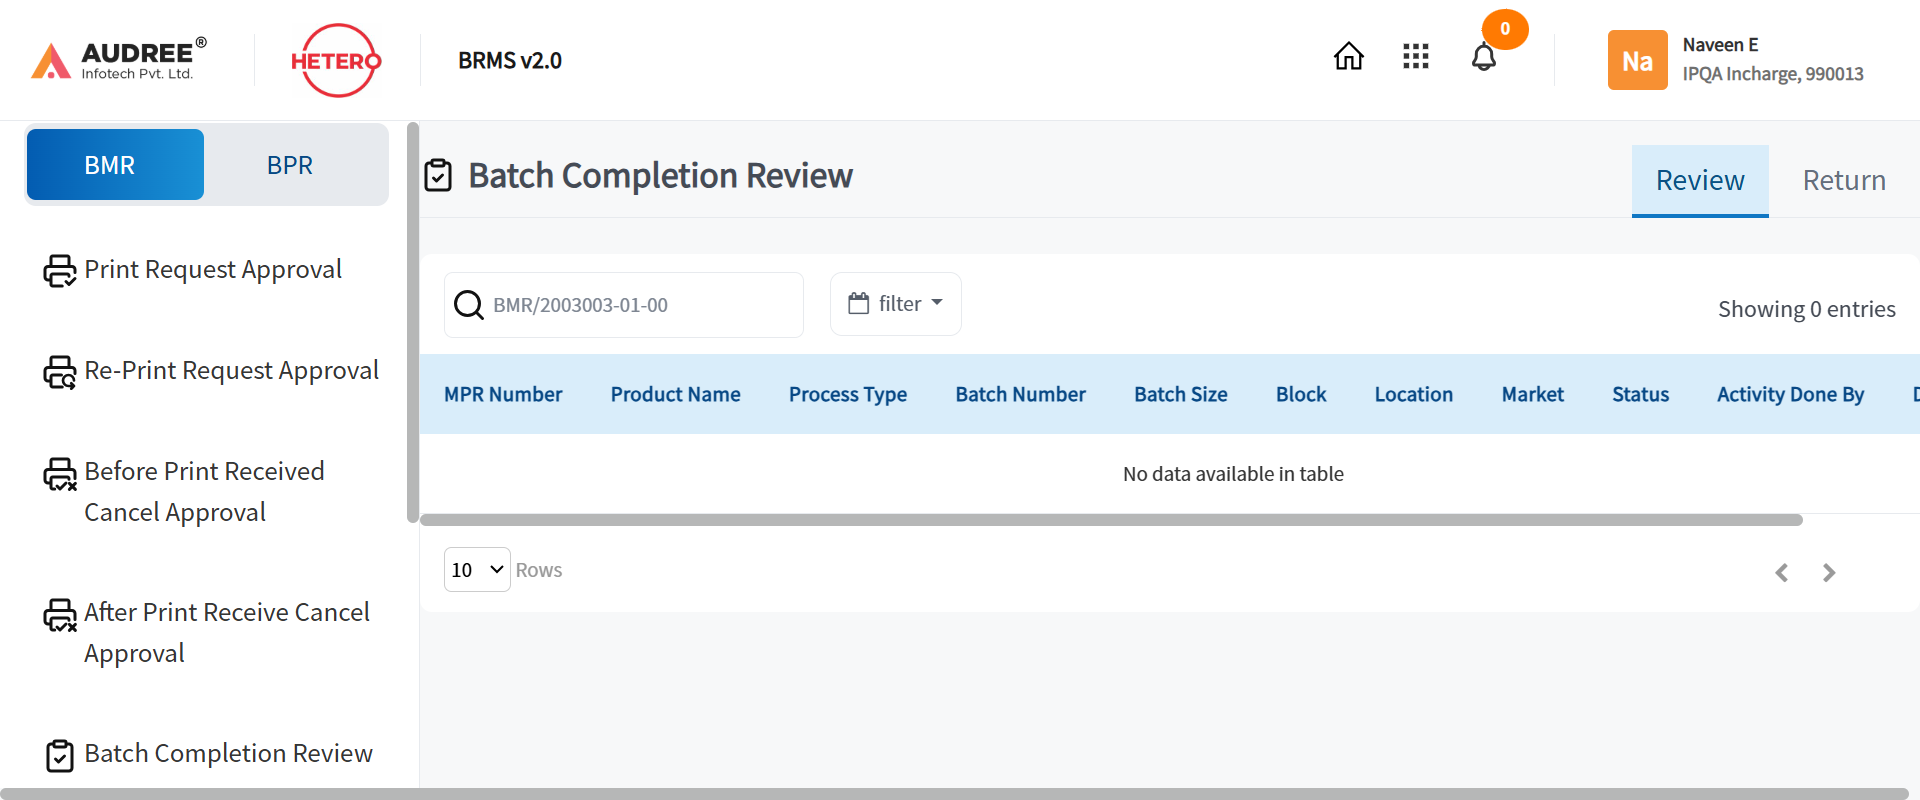 AUDREE®
Infotech Pvt. Ltd.
HETERO
BRMS v2.0
0
Na
Naveen E
IPQA Incharge, 990013
BMR
BPR
Print Request Approval
Re-Print Request Approval
Before Print Received
Cancel Approval
After Print Receive Cancel
Approval
Batch Completion Review
Batch Completion Review
Review
Return
BMR/2003003-01-00
filter
Showing 0 entries
MPR Number Product Name Process Type Batch Number Batch Size Block Location Market Status Activity Done By
No data available in table
10 Rows